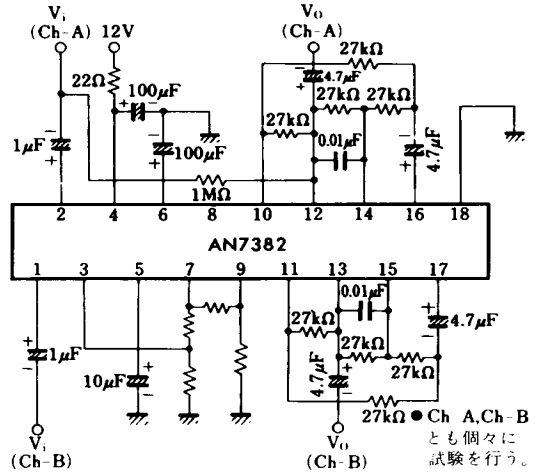 Vi
(Ch-A)
12V
Vo
(Ch-A)
27kΩ
22Ω
100μF
4.7μF
27kΩ
27kΩ
27kΩ
1μF
100μF
0.01μF
4.7μF
1MΩ
2 4 6 8 10 12 14 16 18
AN7382
1 3 5 7 9 11 13 15 17
0.01μF
27kΩ
4.7μF
1μF
27kΩ
27kΩ
10μF
4.7μF
27kΩ
Vi
(Ch-B)
Vo
(Ch-B)
●Ch A,Ch-B
とも個々に
試験を行う。